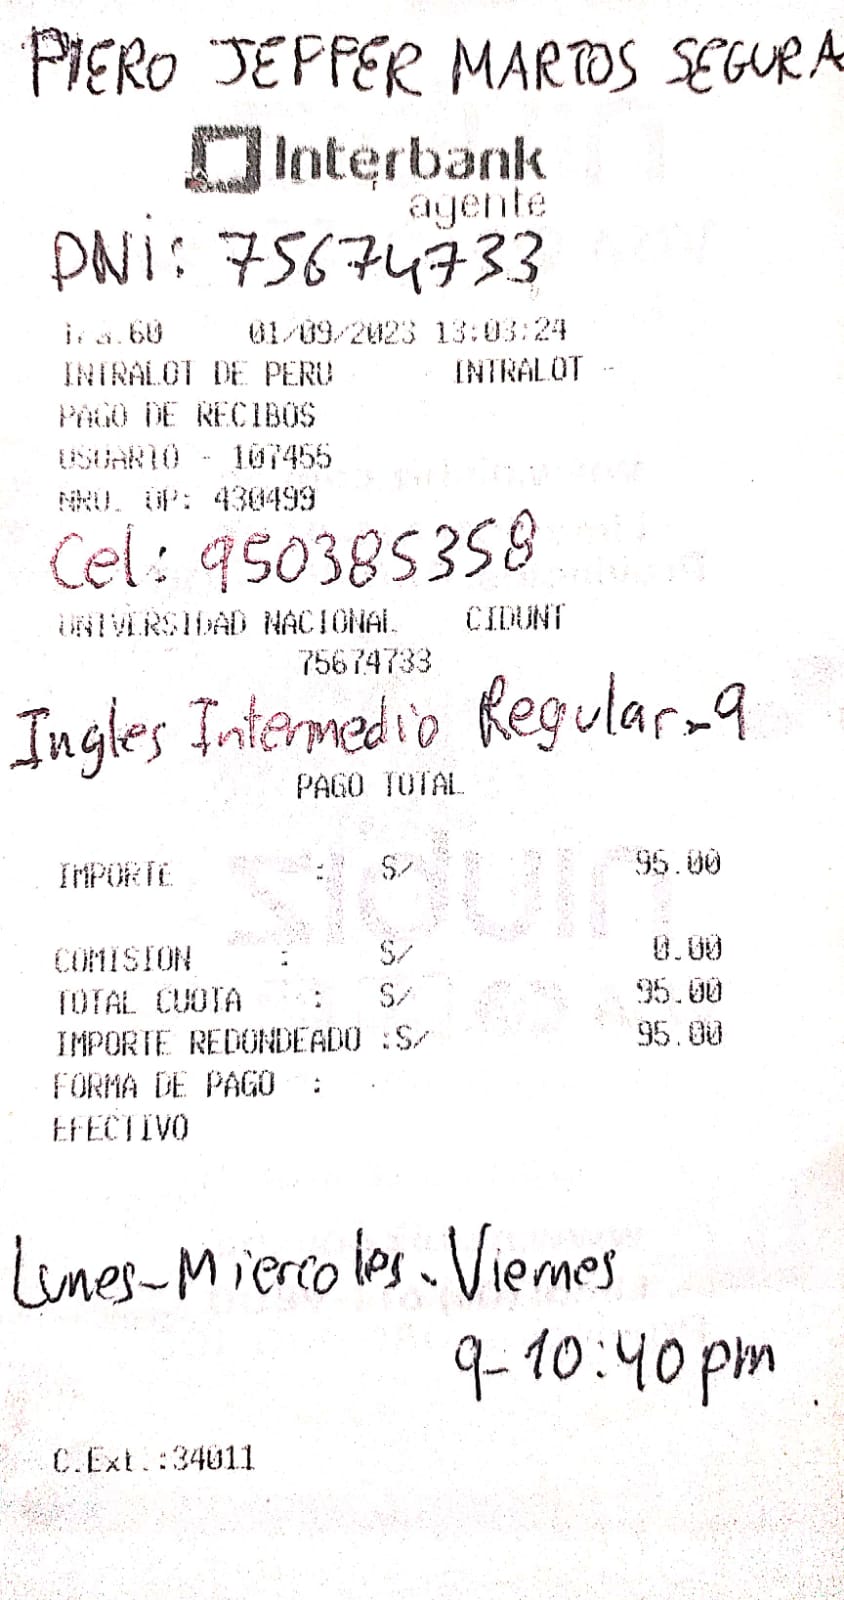 PIERO JEFFER MARTOS SEGURA
Interbank
agente
DNi: 75674733
Tra.60 01/09/2023 13:03:24
INTRALOT DE PERU INTRALOT -
PAGO DE RECIBOS
USUARIO - 107455
NRO. OP: 430499
Cel: 950385358
UNIVERSIDAD NACIONAL CIDUNT
75674733
Ingles Intermedio Regular-9
PAGO TOTAL
IMPORTE : S/ 95.00
COMISION : S/ 0.00
TOTAL CUOTA : S/ 95.00
IMPORTE REDONDEADO :S/ 95.00
FORMA DE PAGO :
EFECTIVO
Lunes-Miercoles-Viernes
9-10:40pm
C.Ext.:34011